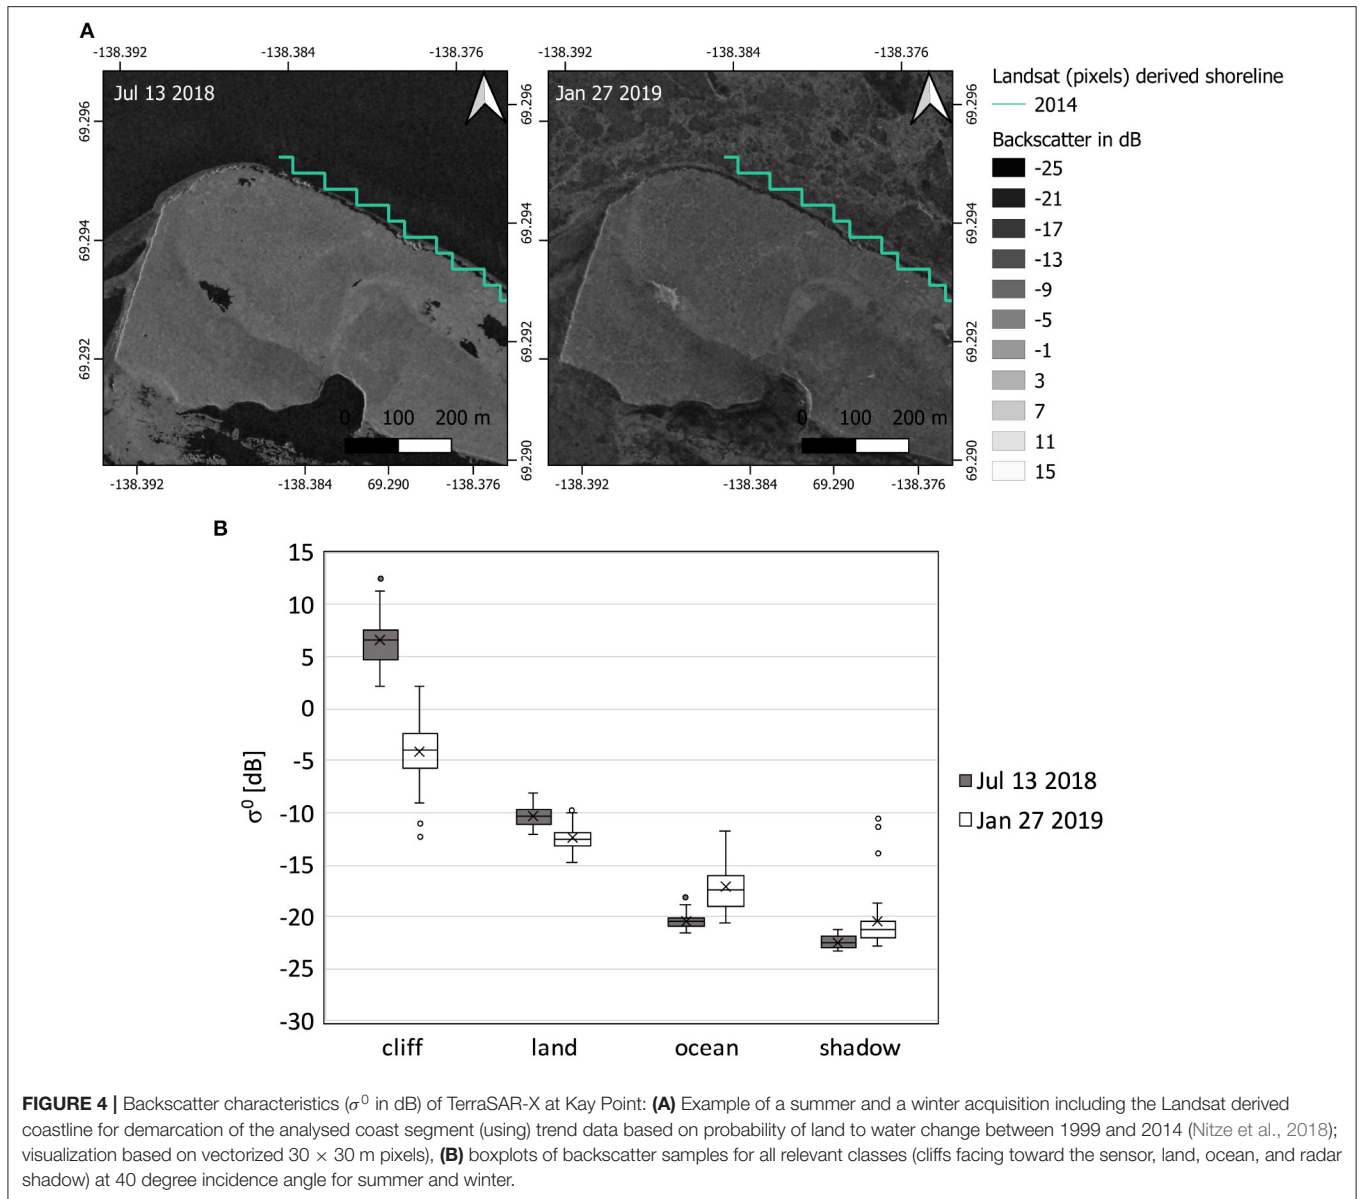 A
-138.392 -138.384 -138.376 -138.392 -138.384 -138.376
Jul 13 2018
69.296
69.294
69.292
69.296
69.294
69.292
69.290
0 100 200 m
-138.392 -138.384 69.290 -138.376
Jan 27 2019
69.296
69.294
69.292
69.290
0 100 200 m
-138.392 -138.384 69.290 -138.376
Landsat (pixels) derived shoreline
2014
Backscatter in dB
-25
-21
-17
-13
-9
-5
-1
3
7
11
15
B
15
10
5
0
-5
-10
-15
-20
-25
-30
σ⁰ [dB]
cliff land ocean shadow
Jul 13 2018
Jan 27 2019
FIGURE 4 | Backscatter characteristics (σ⁰ in dB) of TerraSAR-X at Kay Point: (A) Example of a summer and a winter acquisition including the Landsat derived
coastline for demarcation of the analysed coast segment (using) trend data based on probability of land to water change between 1999 and 2014 (Nitze et al., 2018);
visualization based on vectorized 30 × 30 m pixels), (B) boxplots of backscatter samples for all relevant classes (cliffs facing toward the sensor, land, ocean, and radar
shadow) at 40 degree incidence angle for summer and winter.